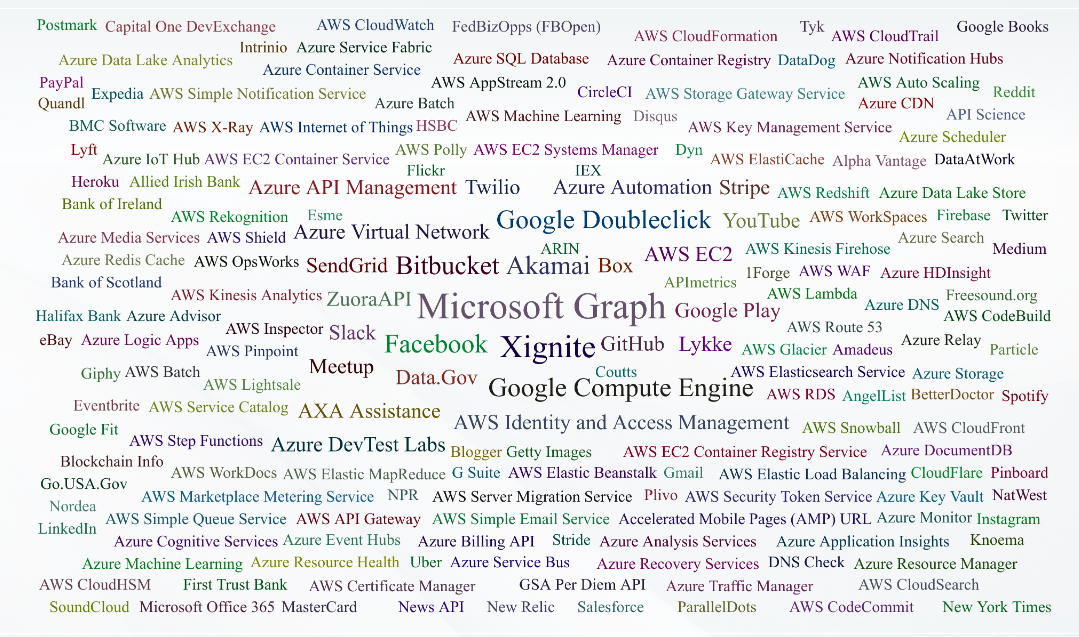 Postmark Capital One DevExchange AWS CloudWatch FedBizOpps (FBOpen) AWS CloudFormation Tyk AWS CloudTrail Google Books
Azure Data Lake Analytics Intrinio Azure Service Fabric Azure SQL Database Azure Container Registry DataDog Azure Notification Hubs
PayPal Azure Container Service AWS AppStream 2.0 CircleCI AWS Storage Gateway Service AWS Auto Scaling Reddit
Quandl Expedia AWS Simple Notification Service Azure Batch Azure CDN
BMC Software AWS X-Ray AWS Internet of Things HSBC AWS Machine Learning Disqus AWS Key Management Service API Science
Azure Scheduler
Lyft Azure IoT Hub AWS EC2 Container Service AWS Polly AWS EC2 Systems Manager Dyn AWS ElastiCache Alpha Vantage DataAtWork
Flickr IEX
Heroku Allied Irish Bank Azure API Management Twilio Azure Automation Stripe AWS Redshift Azure Data Lake Store
Bank of Ireland AWS Rekognition Esme Google Doubleclick YouTube AWS WorkSpaces Firebase Twitter
Azure Media Services AWS Shield Azure Virtual Network ARIN AWS EC2 AWS Kinesis Firehose Azure Search Medium
Azure Redis Cache AWS OpsWorks SendGrid Bitbucket Akamai Box APImetrics 1Forge AWS WAF Azure HDInsight
Bank of Scotland AWS Kinesis Analytics ZuoraAPI Microsoft Graph Google Play AWS Lambda Azure DNS Freesound.org
Halifax Bank Azure Advisor AWS Inspector Slack AWS Route 53 AWS CodeBuild
eBay Azure Logic Apps AWS Pinpoint Facebook Xignite GitHub Lykke AWS Glacier Amadeus Azure Relay Particle
Giphy AWS Batch AWS Lightsale Meetup Data.Gov Coutts AWS Elasticsearch Service Azure Storage
Google Compute Engine AWS RDS AngelList BetterDoctor Spotify
Eventbrite AWS Service Catalog AXA Assistance AWS Identity and Access Management AWS Snowball AWS CloudFront
Google Fit AWS Step Functions Azure DevTest Labs Blogger Getty Images AWS EC2 Container Registry Service Azure DocumentDB
Blockchain Info AWS WorkDocs AWS Elastic MapReduce G Suite AWS Elastic Beanstalk Gmail AWS Elastic Load Balancing CloudFlare Pinboard
Go.USA.Gov AWS Marketplace Metering Service NPR AWS Server Migration Service Plivo AWS Security Token Service Azure Key Vault NatWest
Nordea
LinkedIn AWS Simple Queue Service AWS API Gateway AWS Simple Email Service Accelerated Mobile Pages (AMP) URL Azure Monitor Instagram
Azure Cognitive Services Azure Event Hubs Azure Billing API Stride Azure Analysis Services Azure Application Insights Knoema
Azure Machine Learning Azure Resource Health Uber Azure Service Bus Azure Recovery Services DNS Check Azure Resource Manager
AWS CloudHSM First Trust Bank AWS Certificate Manager GSA Per Diem API Azure Traffic Manager AWS CloudSearch
SoundCloud Microsoft Office 365 MasterCard News API New Relic Salesforce ParallelDots AWS CodeCommit New York Times